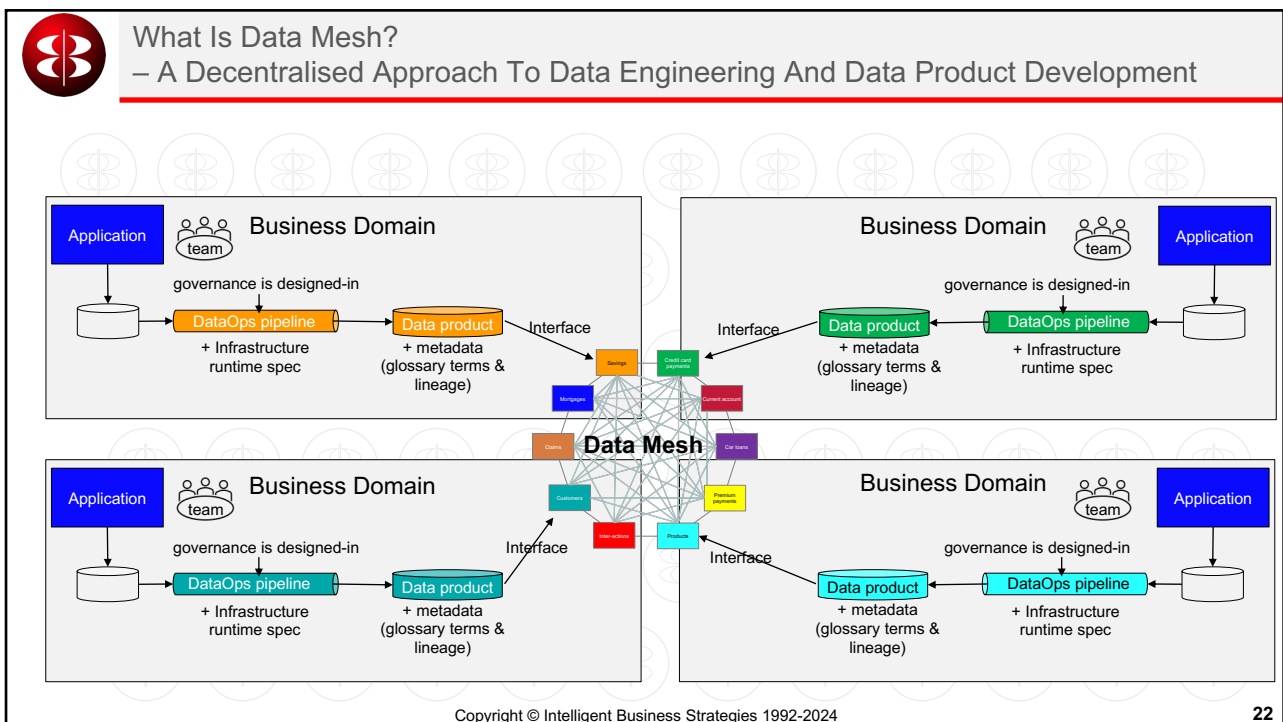 What Is Data Mesh?
– A Decentralised Approach To Data Engineering And Data Product Development
Application
team
Business Domain
governance is designed-in
DataOps pipeline
+ Infrastructure
runtime spec
Data product
+ metadata
(glossary terms &
lineage)
Interface
Business Domain
team
Application
governance is designed-in
Interface
Data product
DataOps pipeline
+ metadata
(glossary terms &
lineage)
+ Infrastructure
runtime spec
Savings
Credit card
payments
Mortgages
Current account
Claims
Data Mesh
Car loans
Customers
Premium
payments
Inter-actions
Products
Application
team
Business Domain
governance is designed-in
DataOps pipeline
+ Infrastructure
runtime spec
Data product
+ metadata
(glossary terms &
lineage)
Interface
Business Domain
team
Application
governance is designed-in
Interface
Data product
DataOps pipeline
+ metadata
(glossary terms &
lineage)
+ Infrastructure
runtime spec
Copyright © Intelligent Business Strategies 1992-2024
22